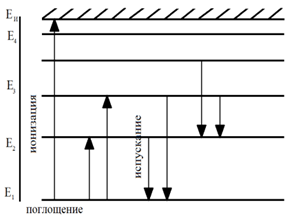 Eи
E4
E3
E2
E1
ионизация
испускание
поглощение